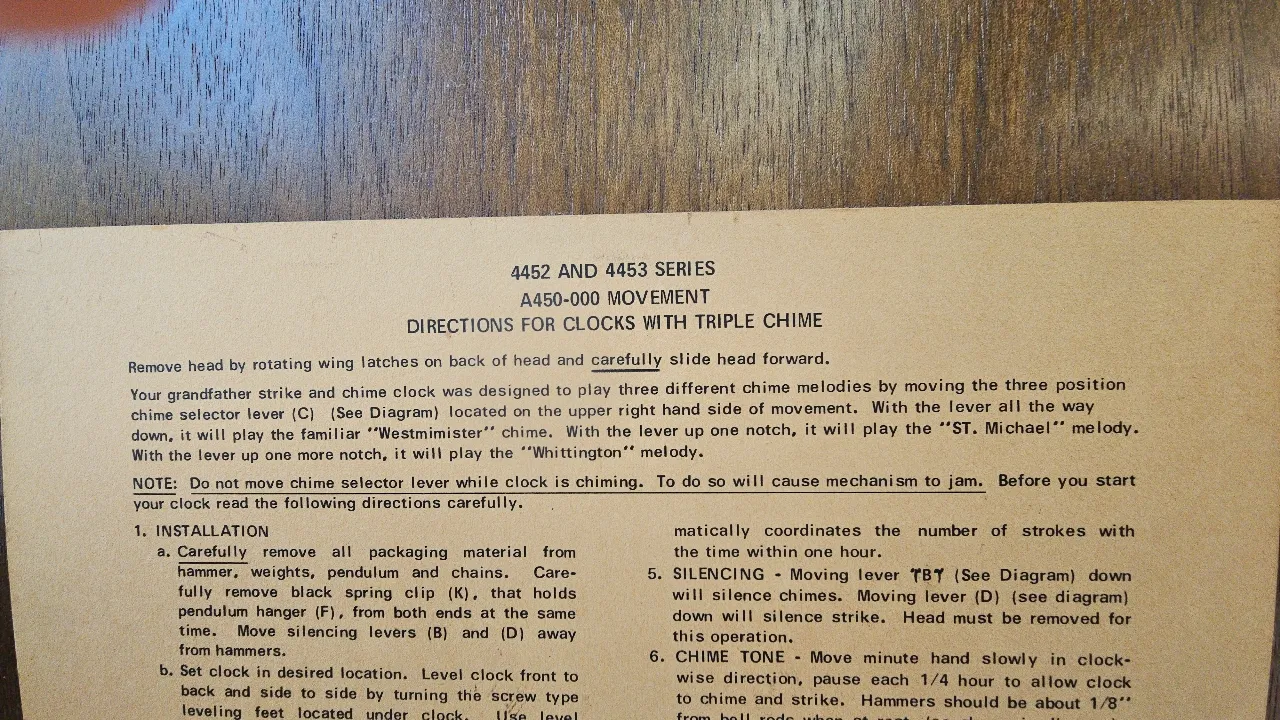 4452 AND 4453 SERIES
A450-000 MOVEMENT
DIRECTIONS FOR CLOCKS WITH TRIPLE CHIME
Remove head by rotating wing latches on back of head and carefully slide head forward.
Your grandfather strike and chime clock was designed to play three different chime melodies by moving the three position
chime selector lever (C) (See Diagram) located on the upper right hand side of movement. With the lever all the way
down, it will play the familiar "Westmimister" chime. With the lever up one notch, it will play the "ST. Michael" melody.
With the lever up one more notch, it will play the "Whittington" melody.
NOTE: Do not move chime selector lever while clock is chiming. To do so will cause mechanism to jam. Before you start
your clock read the following directions carefully.
1. INSTALLATION
a. Carefully remove all packaging material from
hammer, weights, pendulum and chains. Care-
fully remove black spring clip (K), that holds
pendulum hanger (F), from both ends at the same
time. Move silencing levers (B) and (D) away
from hammers.
b. Set clock in desired location. Level clock front to
back and side to side by turning the screw type
leveling feet located under clock. Use level
matically coordinates the number of strokes with
the time within one hour.
5. SILENCING - Moving lever "B" (See Diagram) down
will silence chimes. Moving lever (D) (see diagram)
down will silence strike. Head must be removed for
this operation.
6. CHIME TONE - Move minute hand slowly in clock-
wise direction, pause each 1/4 hour to allow clock
to chime and strike. Hammers should be about 1/8"
from bell rods when at rest